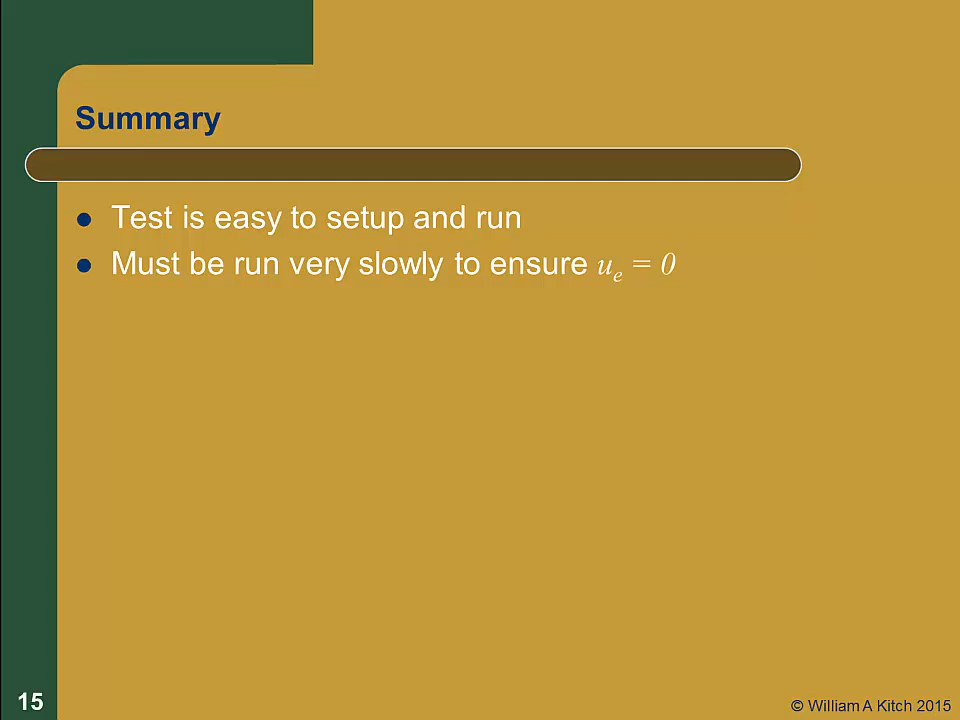 Summary
Test is easy to setup and run
Must be run very slowly to ensure uₑ = 0
15
© William A Kitch 2015